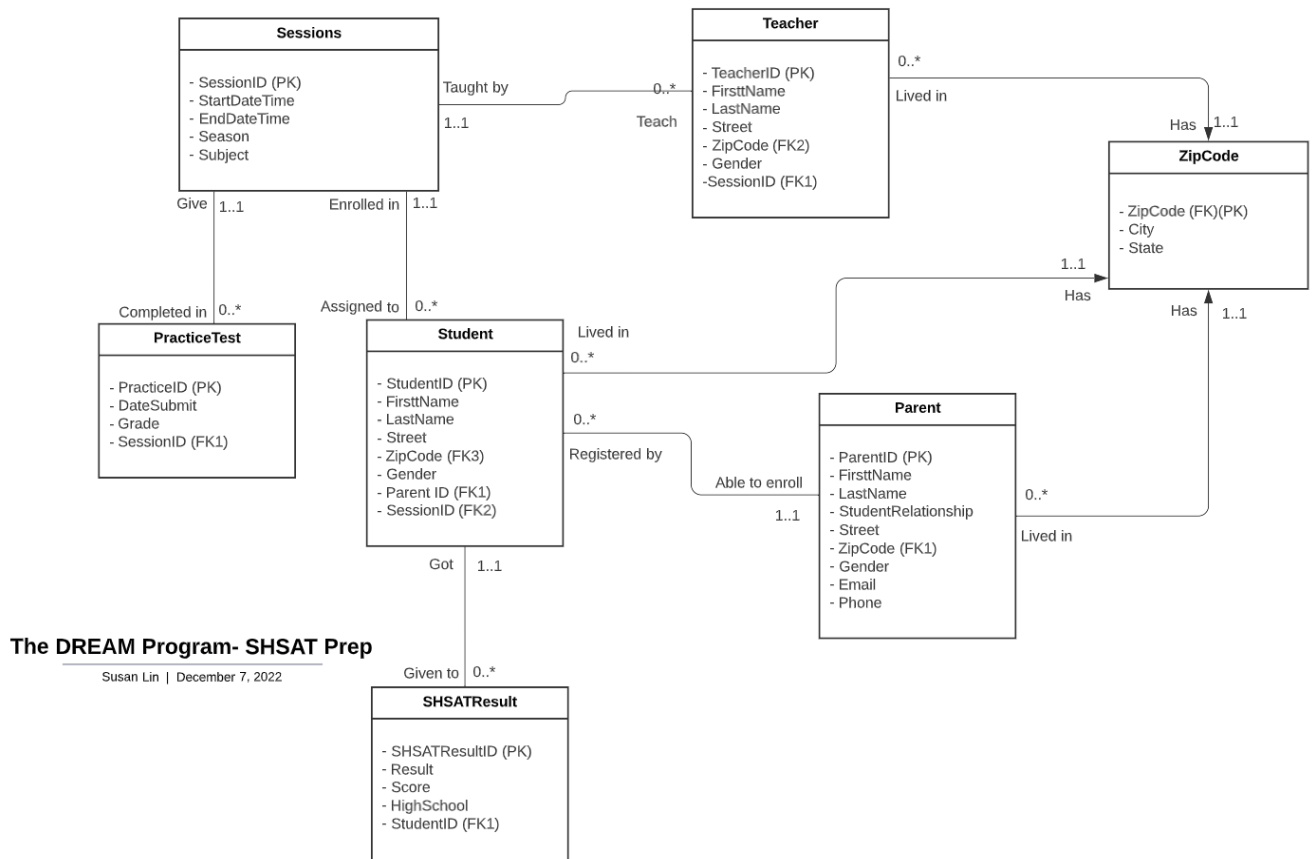 Sessions
- SessionID (PK)
- StartDateTime
- EndDateTime
- Season
- Subject
Taught by
1..1
0..*
Teach
Teacher
- TeacherID (PK)
- FirsttName
- LastName
- Street
- ZipCode (FK2)
- Gender
-SessionID (FK1)
0..*
Lived in
Has
1..1
ZipCode
- ZipCode (FK)(PK)
- City
- State
Give
1..1
Enrolled in
1..1
Completed in
0..*
Assigned to
0..*
PracticeTest
- PracticeID (PK)
- DateSubmit
- Grade
- SessionID (FK1)
Student
- StudentID (PK)
- FirsttName
- LastName
- Street
- ZipCode (FK3)
- Gender
- Parent ID (FK1)
- SessionID (FK2)
Lived in
0..*
1..1
Has
0..*
Registered by
Able to enroll
1..1
Parent
- ParentID (PK)
- FirsttName
- LastName
- StudentRelationship
- Street
- ZipCode (FK1)
- Gender
- Email
- Phone
Has
1..1
0..*
Lived in
Got
1..1
Given to
0..*
The DREAM Program- SHSAT Prep
Susan Lin | December 7, 2022
SHSATResult
- SHSATResultID (PK)
- Result
- Score
- HighSchool
- StudentID (FK1)